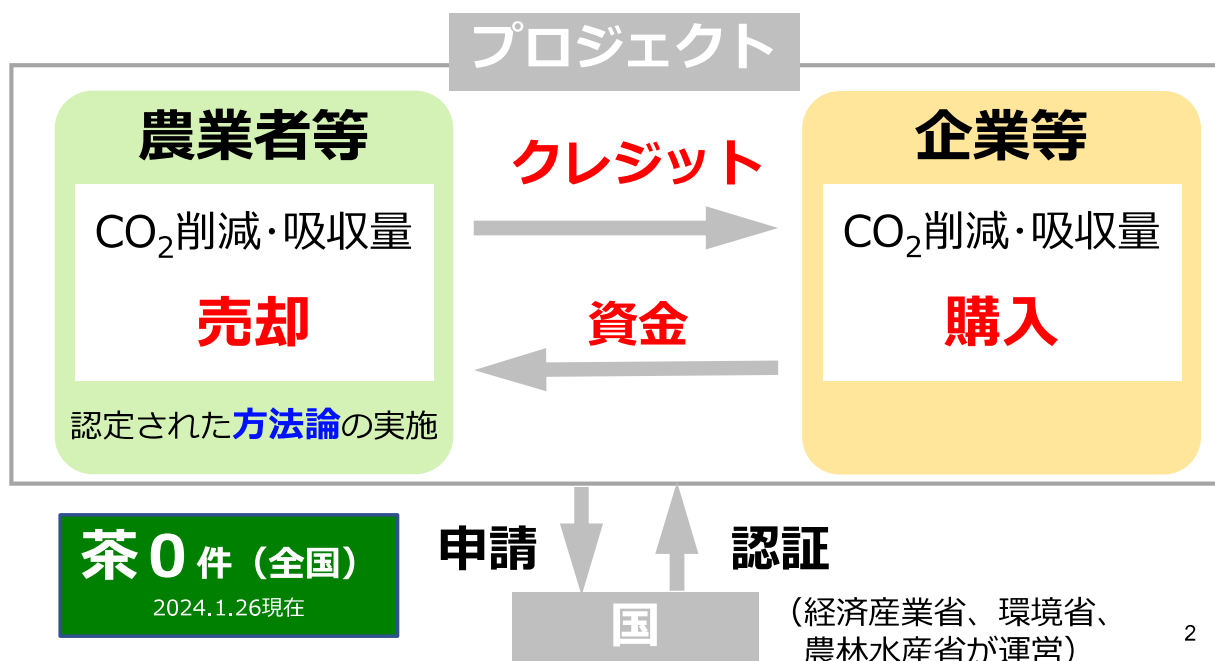 プロジェクト
農業者等
CO₂削減･吸収量
売却
認定された方法論の実施
クレジット
資金
企業等
CO₂削減･吸収量
購入
茶０件（全国）
2024.1.26現在
申請
認証
国
（経済産業省、環境省、
農林水産省が運営）
2